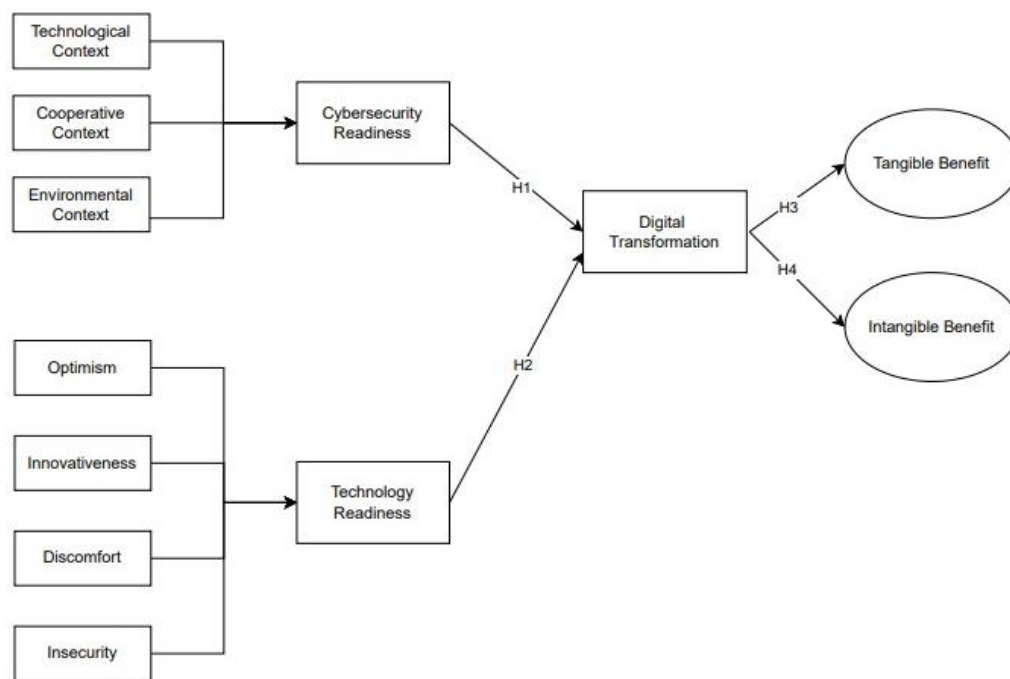 Technological
Context
Cooperative
Context
Environmental
Context
Cybersecurity
Readiness
H1
Digital
Transformation
H3
Tangible Benefit
H4
Intangible Benefit
H2
Optimism
Innovativeness
Discomfort
Insecurity
Technology
Readiness